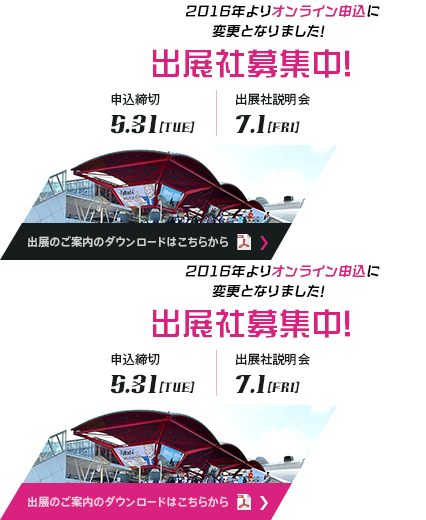 2016年よりオンライン申込に
変更となりました!
出展社募集中!
申込締切
5.31[TUE]
出展社説明会
7.1[FRI]
出展のご案内のダウンロードはこちらから
2016年よりオンライン申込に
変更となりました!
出展社募集中!
申込締切
5.31[TUE]
出展社説明会
7.1[FRI]
出展のご案内のダウンロードはこちらから